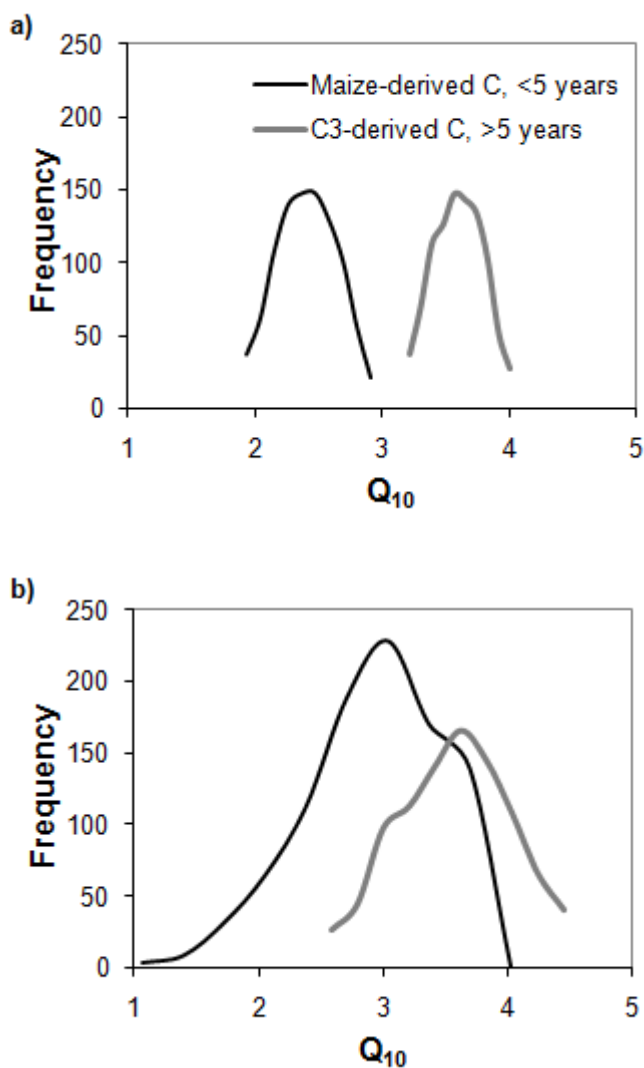 a)
250
200
150
100
50
0
Frequency
Maize-derived C, <5 years
C3-derived C, >5 years
1 2 3 4 5
Q₁₀
b)
250
200
150
100
50
0
Frequency
1 2 3 4 5
Q₁₀